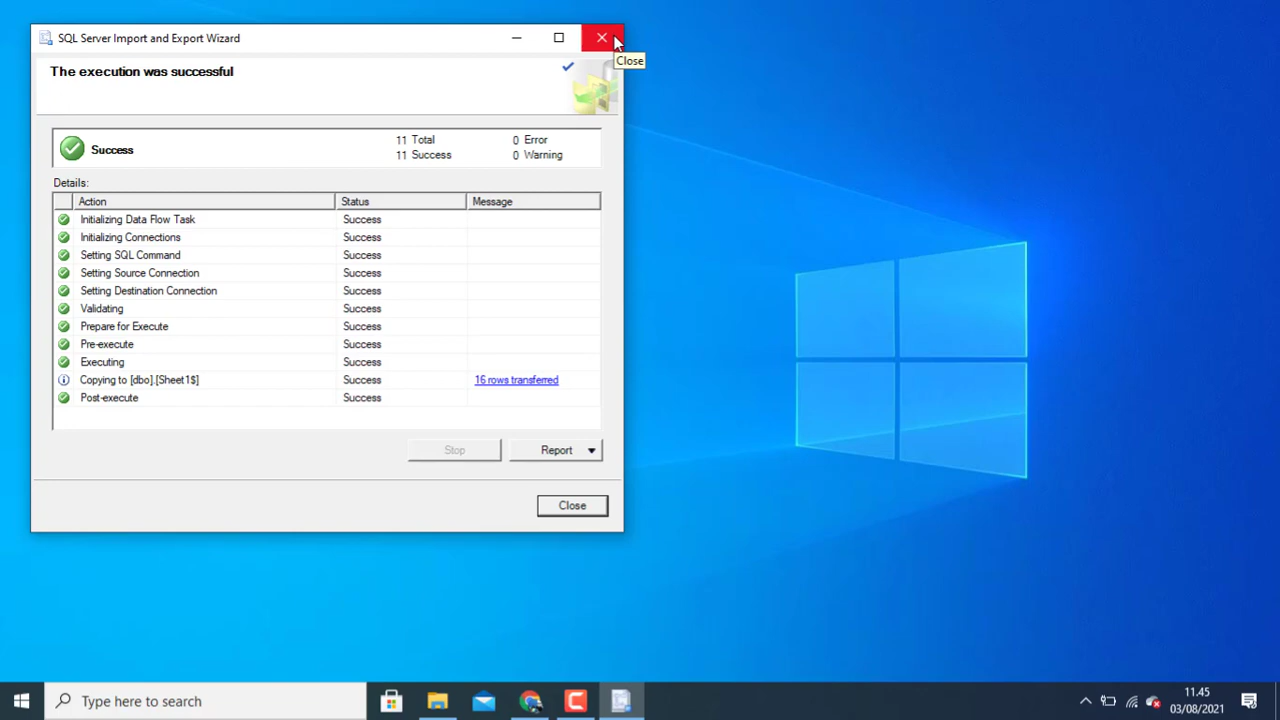 SQL Server Import and Export Wizard
Close
The execution was successful
Success
11 Total
0 Error
11 Success
0 Warning
Details:
Action Status Message
Initializing Data Flow Task Success
Initializing Connections Success
Setting SQL Command Success
Setting Source Connection Success
Setting Destination Connection Success
Validating Success
Prepare for Execute Success
Pre-execute Success
Executing Success
Copying to [dbo].[Sheet1$] Success 16 rows transferred
Post-execute Success
Stop Report
Close
Type here to search
11.45
03/08/2021